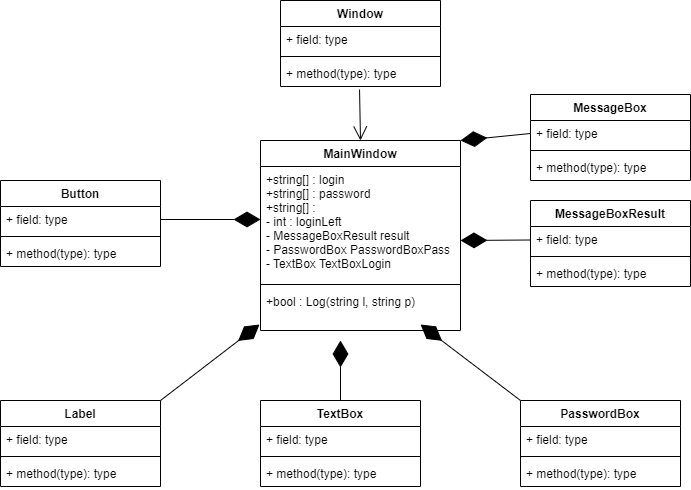 Window
+ field: type
+ method(type): type
MessageBox
+ field: type
+ method(type): type
MainWindow
+string[] : login
+string[] : password
+string[] :
- int : loginLeft
- MessageBoxResult result
- PasswordBox PasswordBoxPass
- TextBox TextBoxLogin
+bool : Log(string l, string p)
Button
+ field: type
+ method(type): type
MessageBoxResult
+ field: type
+ method(type): type
Label
+ field: type
+ method(type): type
TextBox
+ field: type
+ method(type): type
PasswordBox
+ field: type
+ method(type): type